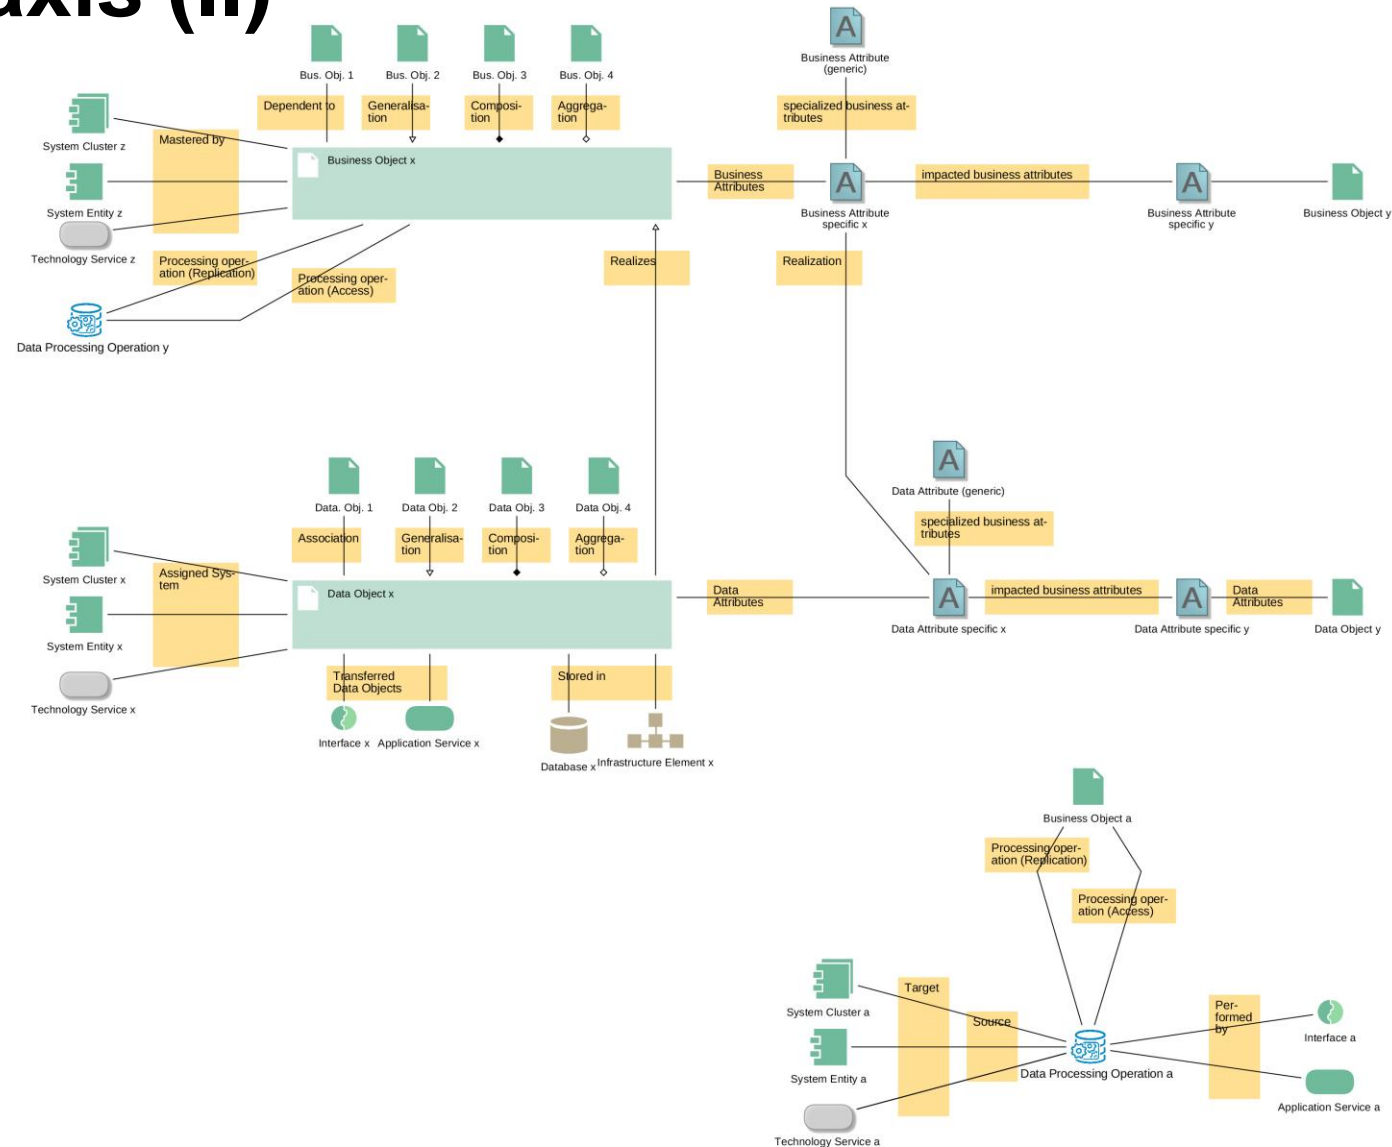 axis (II)
Bus. Obj. 1
Bus. Obj. 2
Bus. Obj. 3
Bus. Obj. 4
Business Attribute
(generic)
Dependent to
Generalisa-
tion
Composi-
tion
Aggrega-
tion
specialized business at-
tributes
System Cluster z
Mastered by
Business Object x
System Entity z
Technology Service z
Business
Attributes
Business Attribute
specific x
impacted business attributes
Business Attribute
specific y
Business Object y
Processing oper-
ation (Replication)
Processing oper-
ation (Access)
Realizes
Realization
Data Processing Operation y
Data. Obj. 1
Data Obj. 2
Data Obj. 3
Data Obj. 4
Data Attribute (generic)
Association
Generalisa-
tion
Composi-
tion
Aggrega-
tion
specialized business at-
tributes
System Cluster x
Assigned Sys-
tem
Data Object x
System Entity x
Technology Service x
Data
Attributes
Data Attribute specific x
impacted business attributes
Data Attribute specific y
Data
Attributes
Data Object y
Transferred
Data Objects
Stored in
Interface x
Application Service x
Database x
Infrastructure Element x
Business Object a
Processing oper-
ation (Replication)
Processing oper-
ation (Access)
System Cluster a
Target
Source
Per-
formed
by
Interface a
System Entity a
Data Processing Operation a
Application Service a
Technology Service a